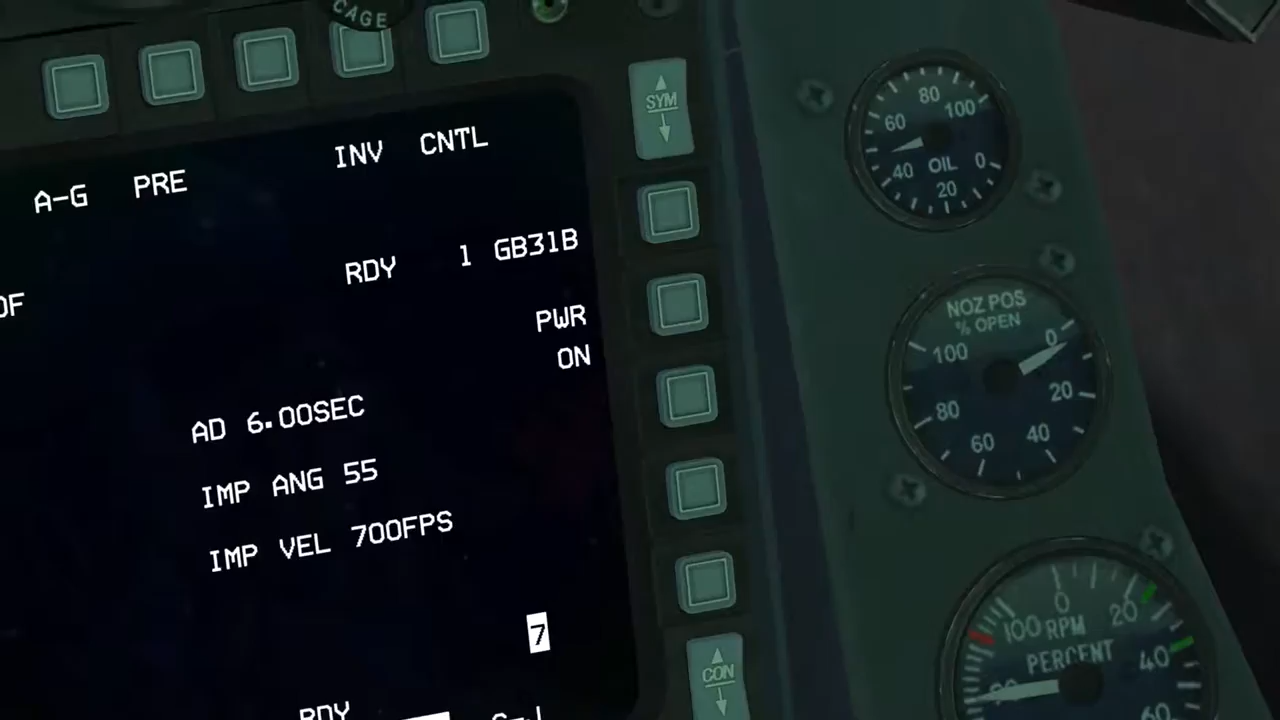 CAGE
SYM
INV CNTL
A-G PRE
RDY 1 GB31B
OF
PWR
ON
AD 6.00SEC
IMP ANG 55
IMP VEL 700FPS
7
RDY S-J
CON
80
60 100
40 OIL 0
20
NOZ POS
% OPEN
100 0
80 20
60 40
0
100 RPM 20
PERCENT 40
80 60